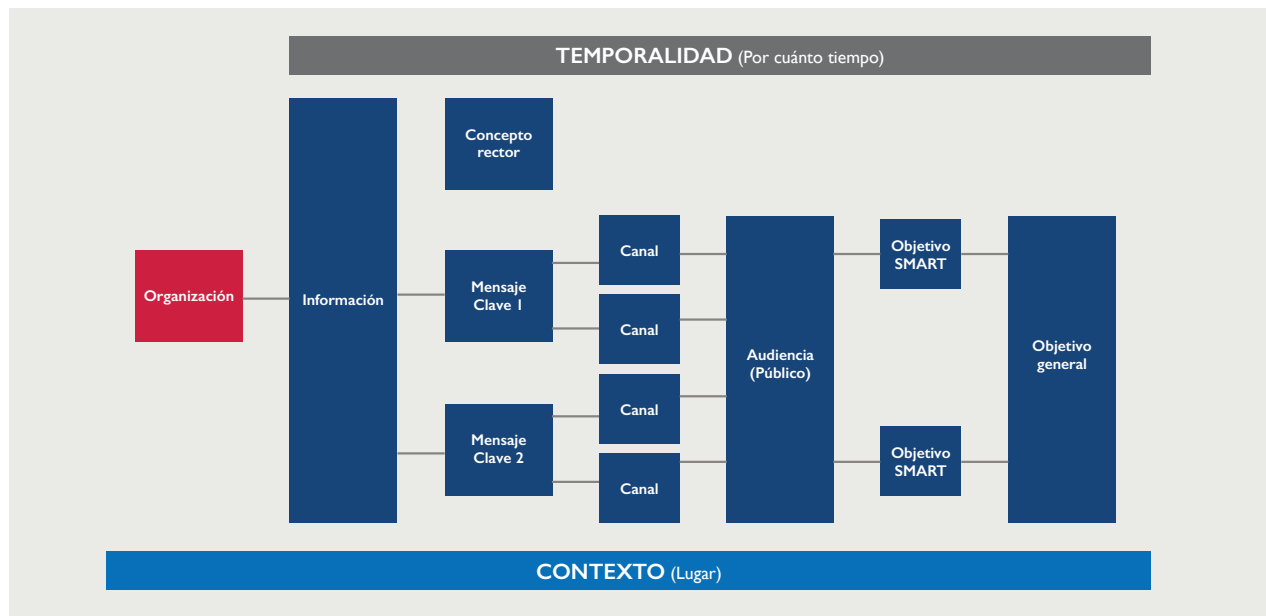 TEMPORALIDAD (Por cuánto tiempo)
Concepto
rector
Organización
Información
Mensaje
Clave 1
Mensaje
Clave 2
Canal
Canal
Canal
Canal
Audiencia
(Público)
Objetivo
SMART
Objetivo
SMART
Objetivo
general
CONTEXTO (Lugar)